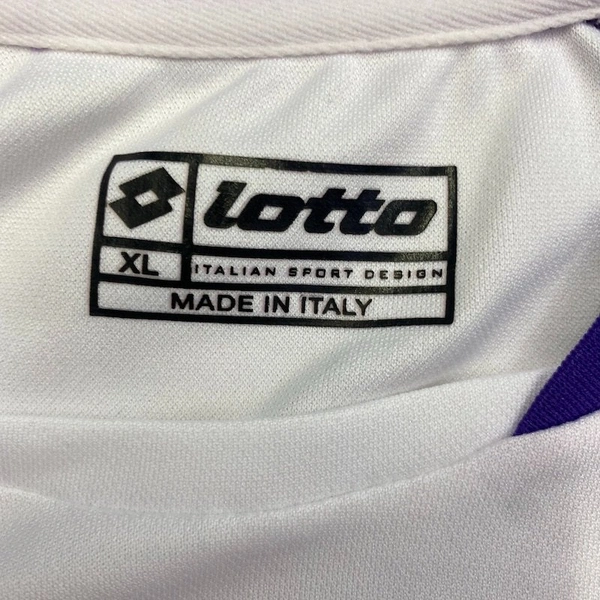 lotto
XL ITALIAN SPORT DESIGN
MADE IN ITALY